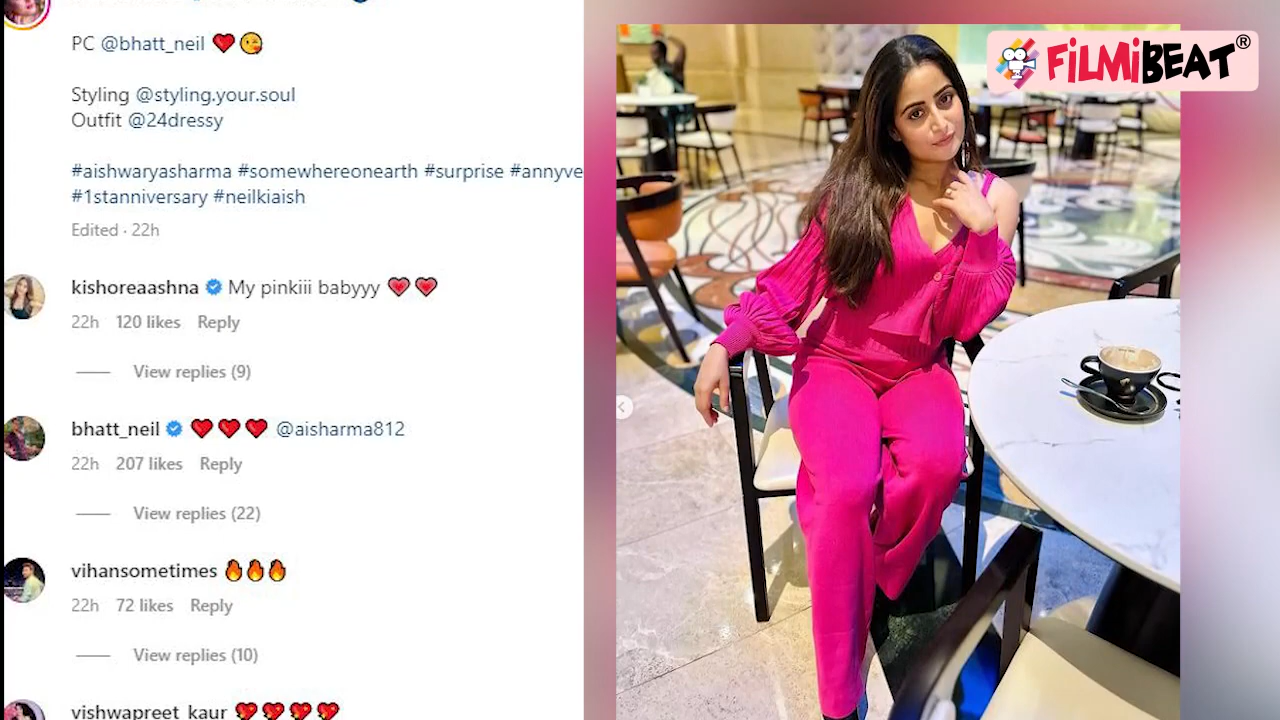 PC @bhatt_neil ❤️😘
Styling @styling.your.soul
Outfit @24dressy
#aishwaryasharma #somewhereonearth #surprise #annyve
#1stanniversary #neilkiaish
Edited · 22h
kishoreaashna My pinkiii babyyy ❤️❤️
22h 120 likes Reply
View replies (9)
bhatt_neil ❤️❤️❤️ @aisharma812
22h 207 likes Reply
View replies (22)
vihansometimes 🔥🔥🔥
22h 72 likes Reply
View replies (10)
vishwapreet_kaur 💖💖💖💖
FiLMiBEAT®